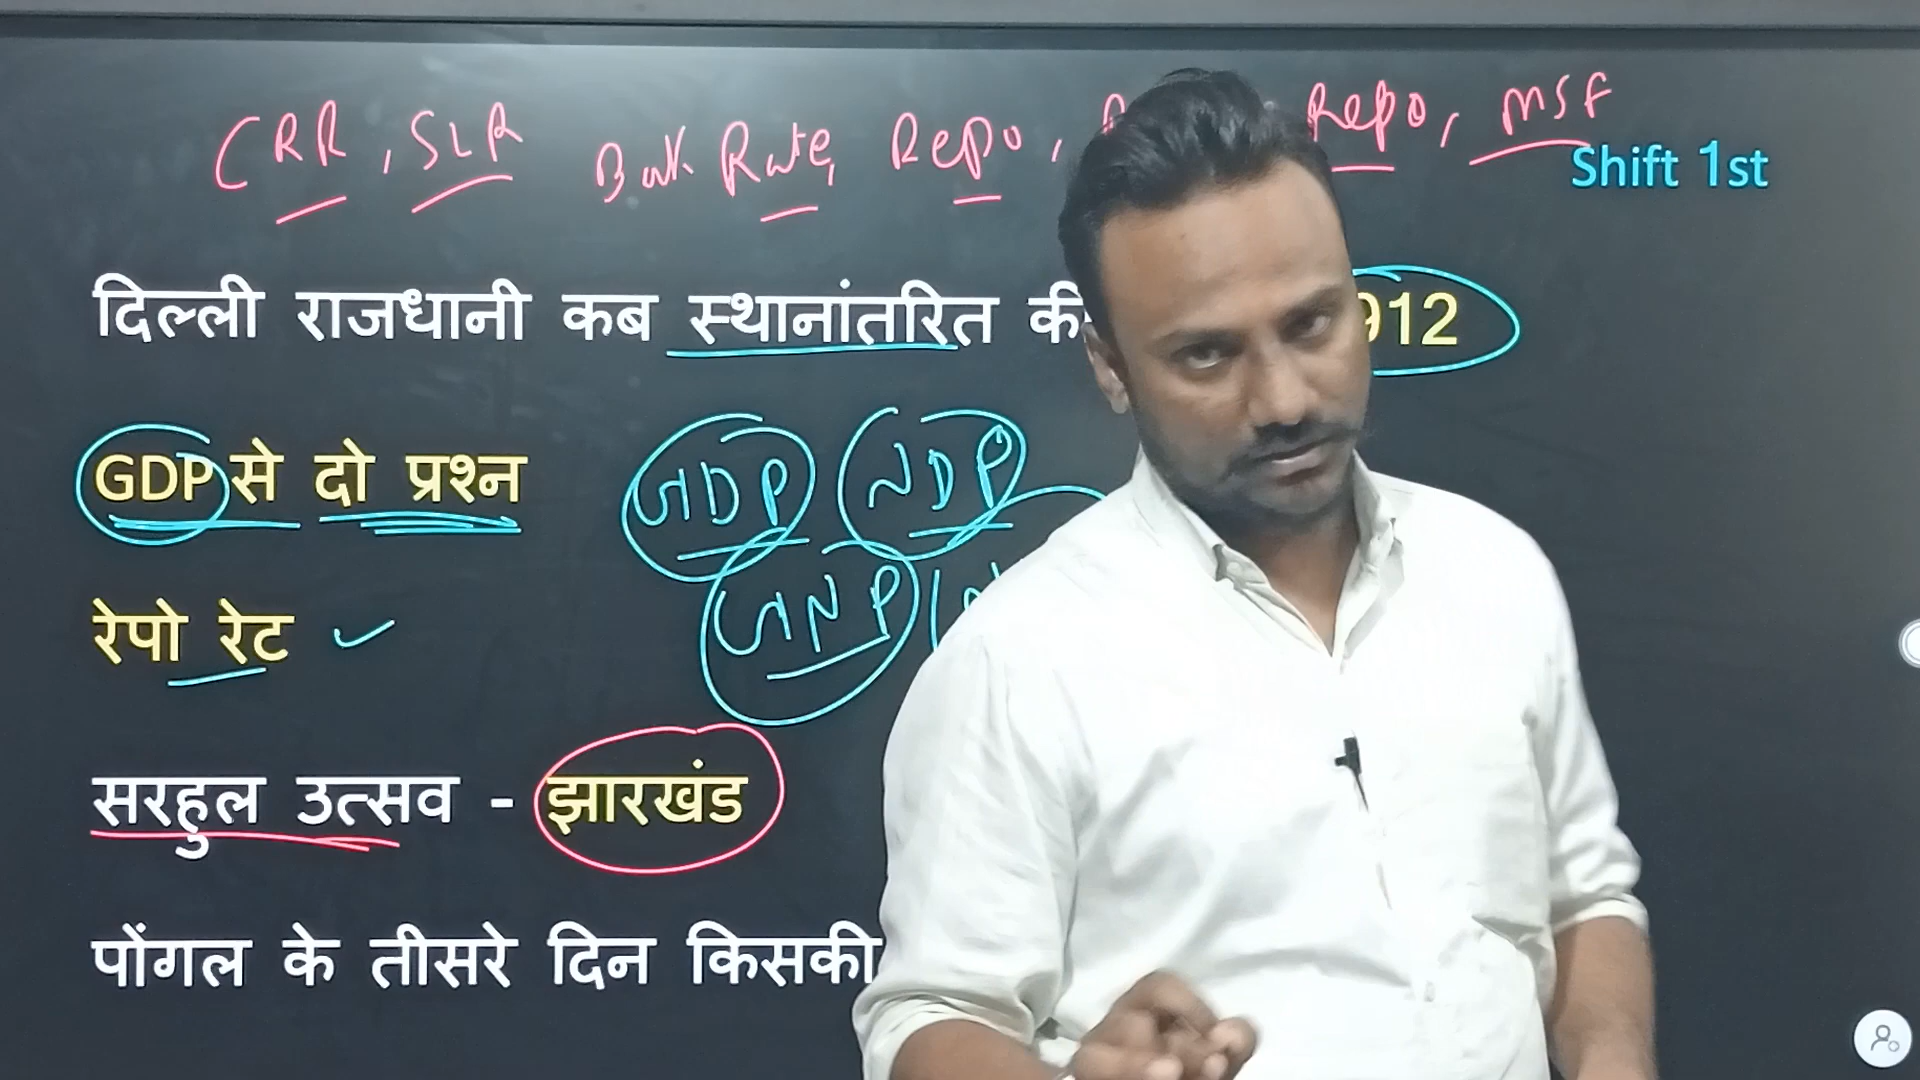 CRR, SLR Bank Rate, Repo, Repo, MSF
Shift 1st
दिल्ली राजधानी कब स्थानांतरित की 912
GDP से दो प्रश्न GDP NDP
GNP
रेपो रेट
सरहुल उत्सव - झारखंड
पोंगल के तीसरे दिन किसकी